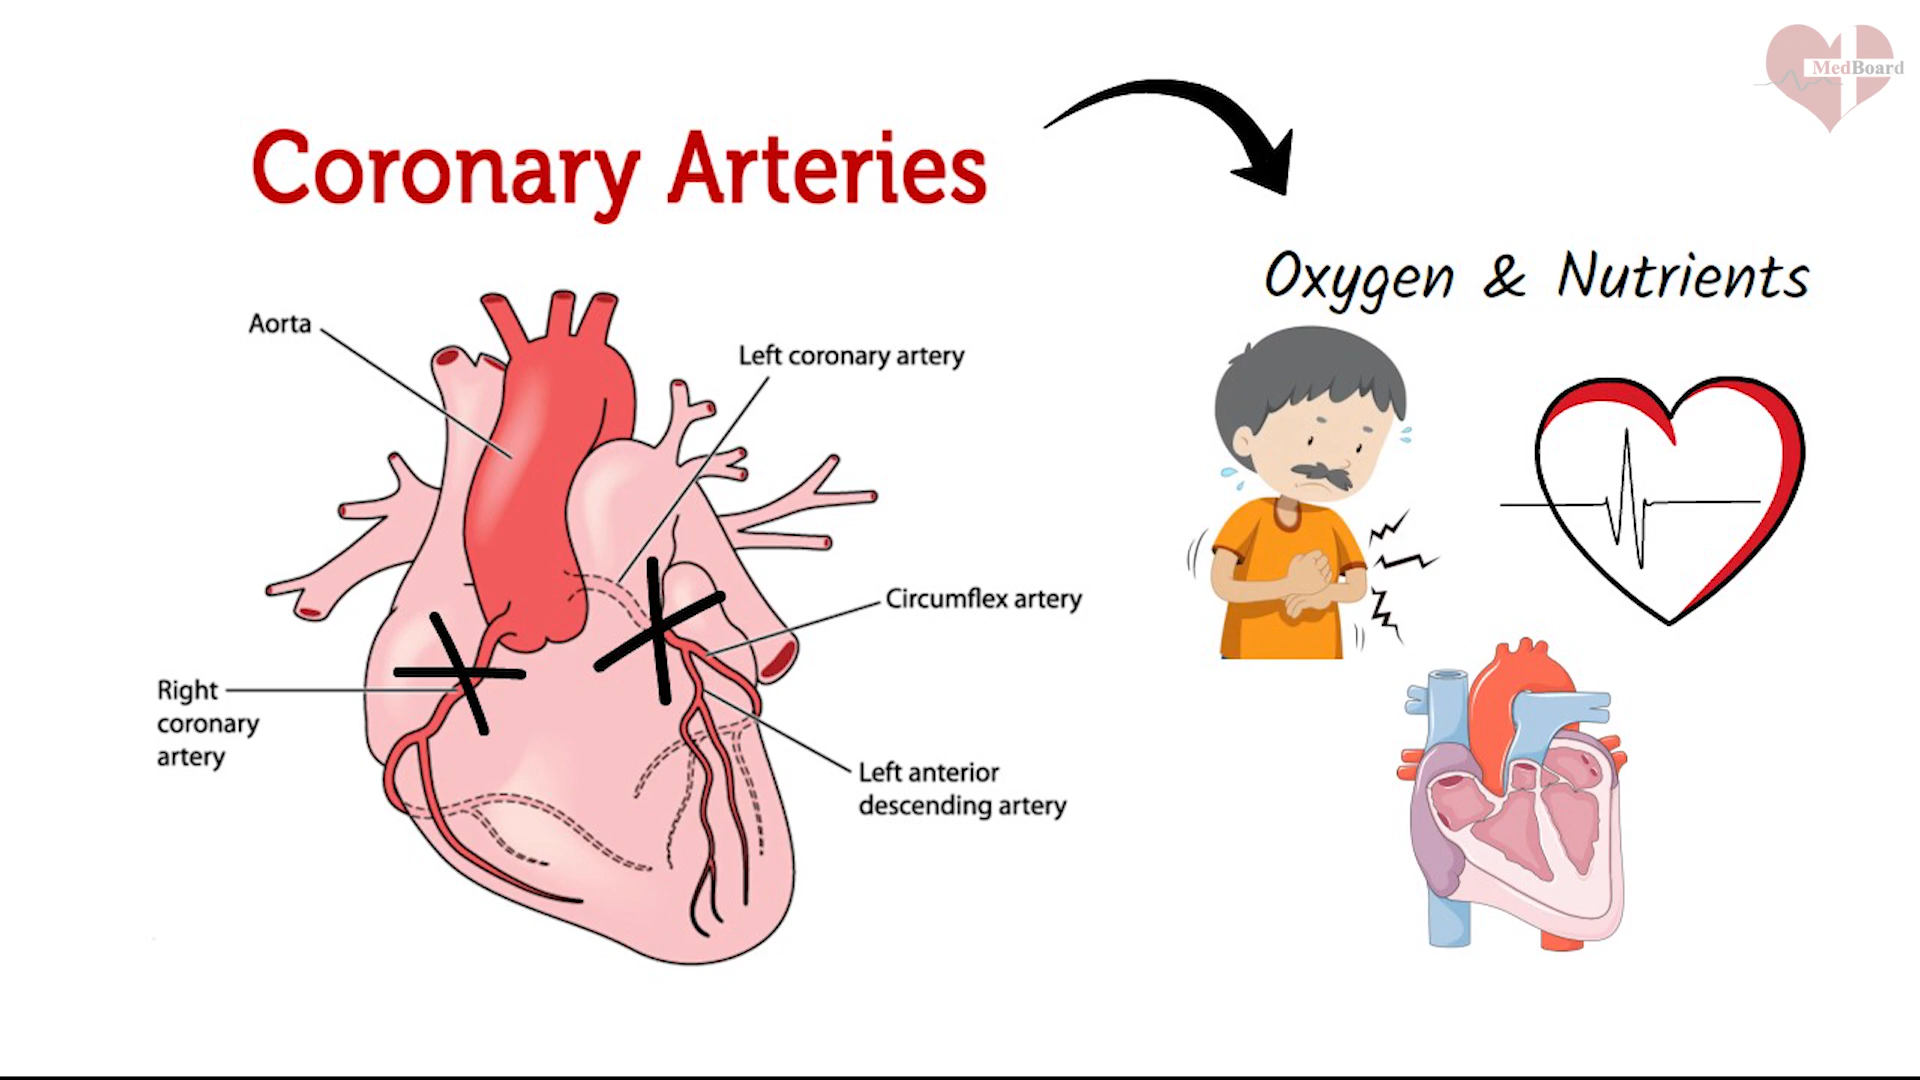 MedBoard
Coronary Arteries
Oxygen & Nutrients
Aorta
Left coronary artery
Circumflex artery
Right
coronary
artery
Left anterior
descending artery